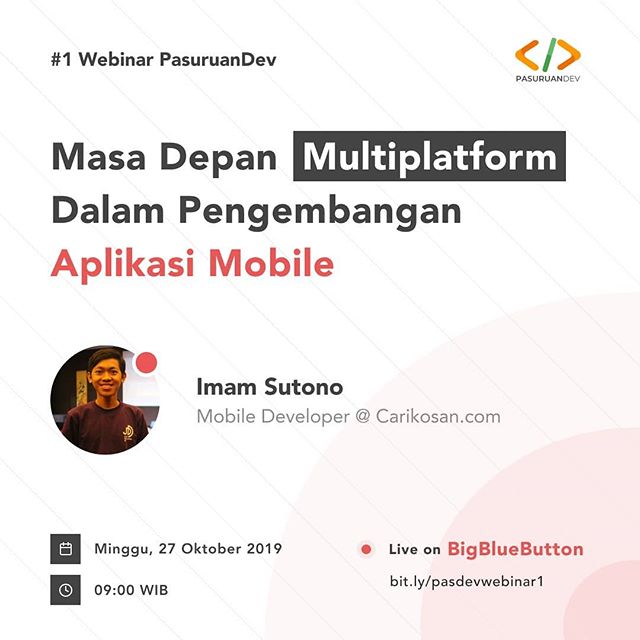 #1 Webinar PasuruanDev
PASURUANDEV
Masa Depan Multiplatform
Dalam Pengembangan
Aplikasi Mobile
Imam Sutono
Mobile Developer @ Carikosan.com
Minggu, 27 Oktober 2019
09:00 WIB
Live on BigBlueButton
bit.ly/pasdevwebinar1